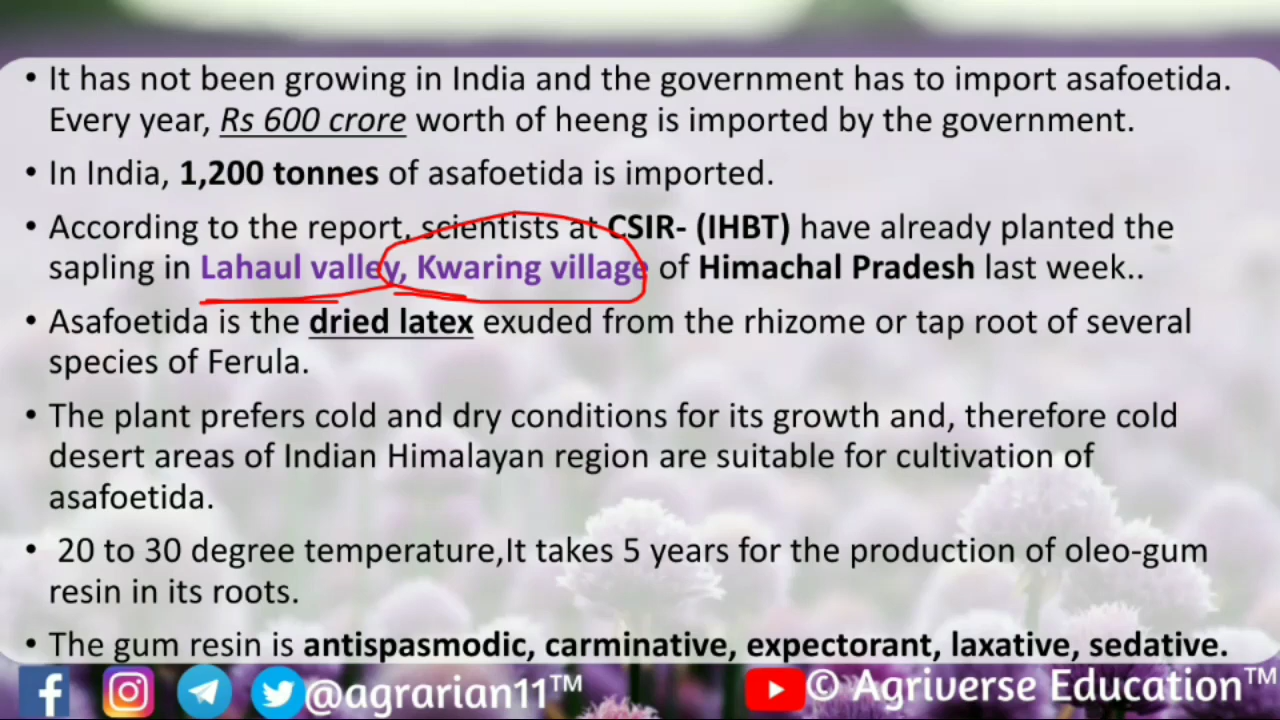 • It has not been growing in India and the government has to import asafoetida.
Every year, Rs 600 crore worth of heeng is imported by the government.
• In India, 1,200 tonnes of asafoetida is imported.
• According to the report, scientists at CSIR- (IHBT) have already planted the
sapling in Lahaul valley, Kwaring village of Himachal Pradesh last week..
• Asafoetida is the dried latex exuded from the rhizome or tap root of several
species of Ferula.
• The plant prefers cold and dry conditions for its growth and, therefore cold
desert areas of Indian Himalayan region are suitable for cultivation of
asafoetida.
• 20 to 30 degree temperature,It takes 5 years for the production of oleo-gum
resin in its roots.
• The gum resin is antispasmodic, carminative, expectorant, laxative, sedative.
@agrarian11™ © Agriverse Education™